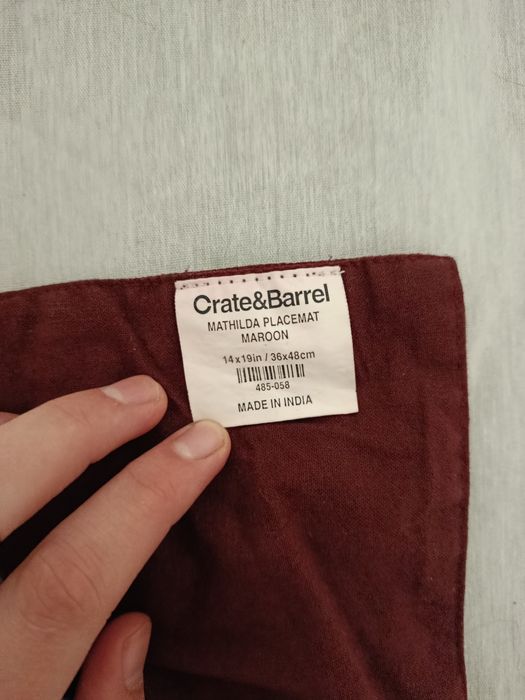 Crate&Barrel
MATHILDA PLACEMAT
MAROON
14x19in / 36x48cm
485-058
MADE IN INDIA